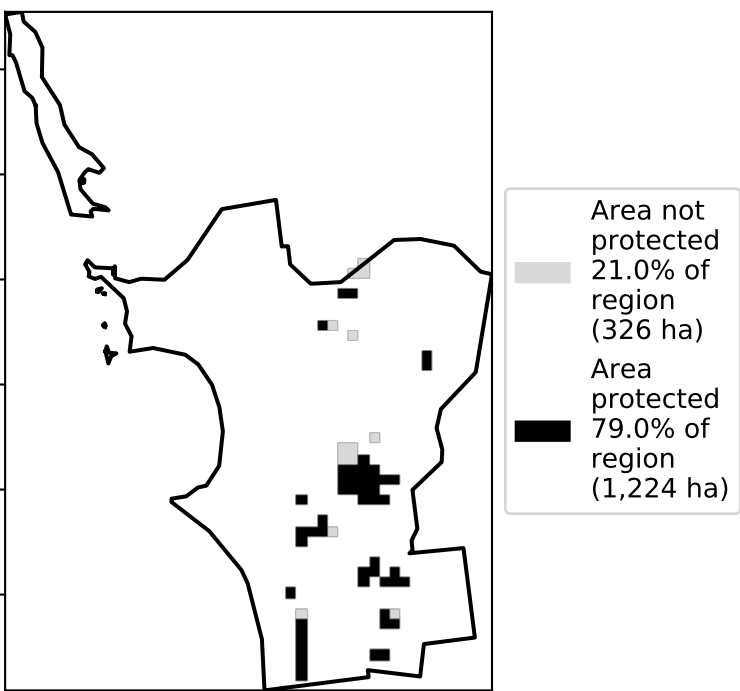 Area not
protected
21.0% of
region
(326 ha)
Area
protected
79.0% of
region
(1,224 ha)